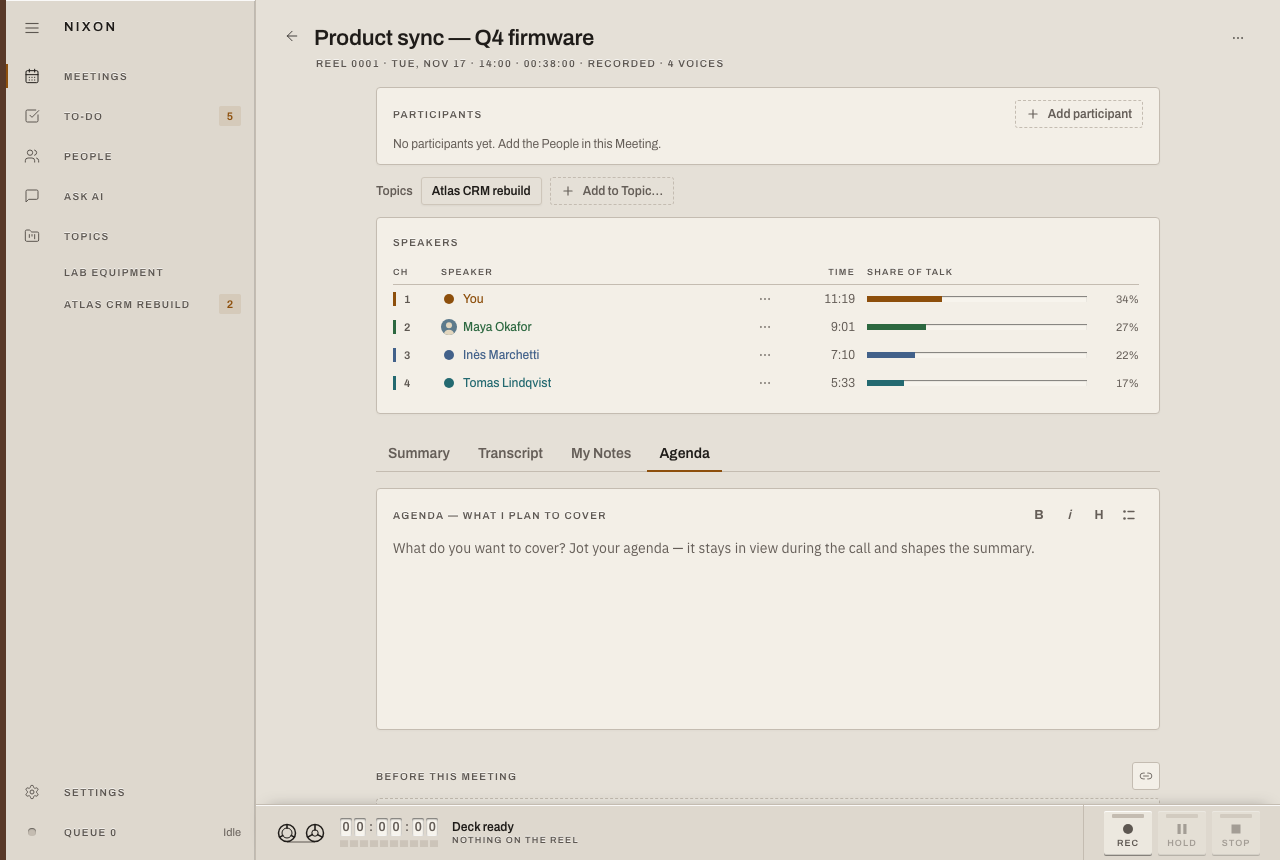 NIXON
MEETINGS
TO-DO 5
PEOPLE
ASK AI
TOPICS
LAB EQUIPMENT
ATLAS CRM REBUILD 2
SETTINGS
QUEUE 0 Idle
Product sync — Q4 firmware
REEL 0001 · TUE, NOV 17 · 14:00 · 00:38:00 · RECORDED · 4 VOICES
PARTICIPANTS
Add participant
No participants yet. Add the People in this Meeting.
Topics Atlas CRM rebuild Add to Topic...
SPEAKERS
CH SPEAKER TIME SHARE OF TALK
1 You 11:19 34%
2 Maya Okafor 9:01 27%
3 Inès Marchetti 7:10 22%
4 Tomas Lindqvist 5:33 17%
Summary Transcript My Notes Agenda
AGENDA — WHAT I PLAN TO COVER B i H
What do you want to cover? Jot your agenda — it stays in view during the call and shapes the summary.
BEFORE THIS MEETING
00:00:00
Deck ready
NOTHING ON THE REEL
REC HOLD STOP